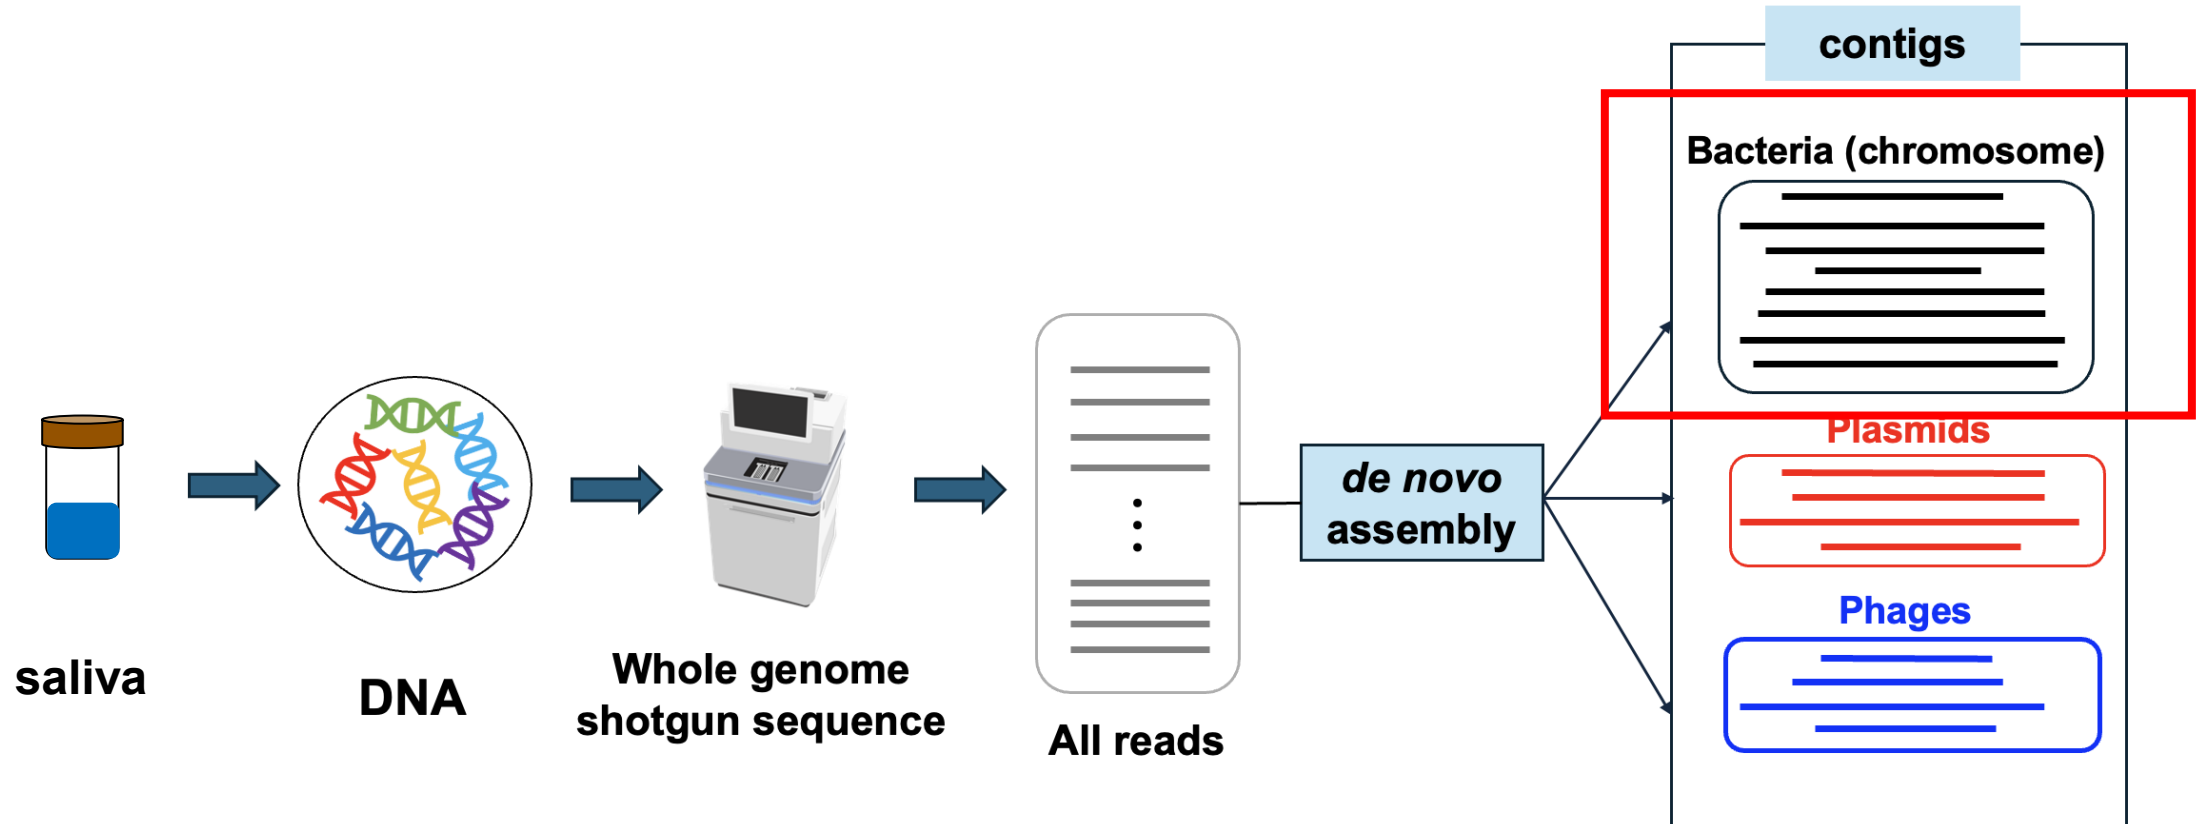 contigs
Bacteria (chromosome)
Plasmids
Phages
de novo
assembly
saliva
DNA
Whole genome
shotgun sequence
All reads